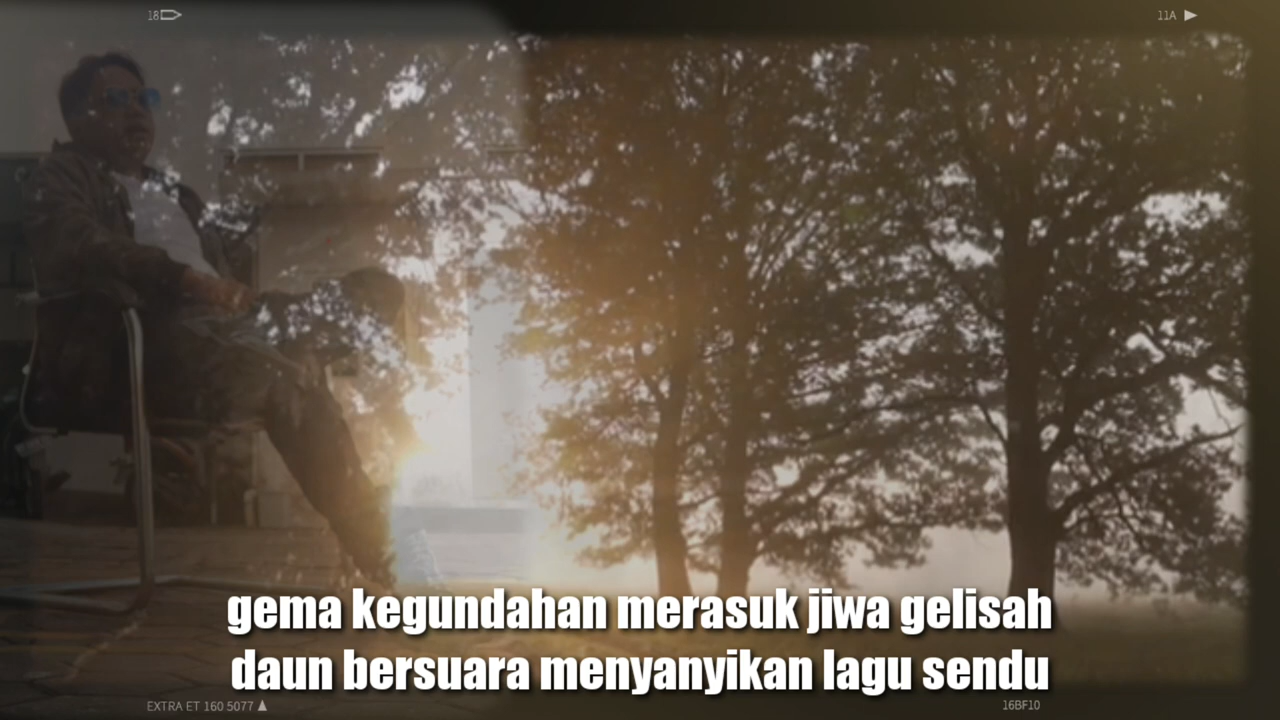 18
11A
gema kegundahan merasuk jiwa gelisah
daun bersuara menyanyikan lagu sendu
EXTRA ET 160 5077
16BF10